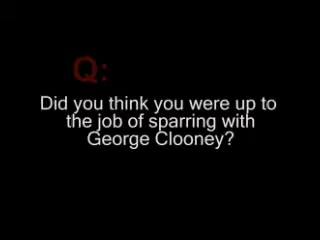 Q:
Did you think you were up to
the job of sparring with
George Clooney?